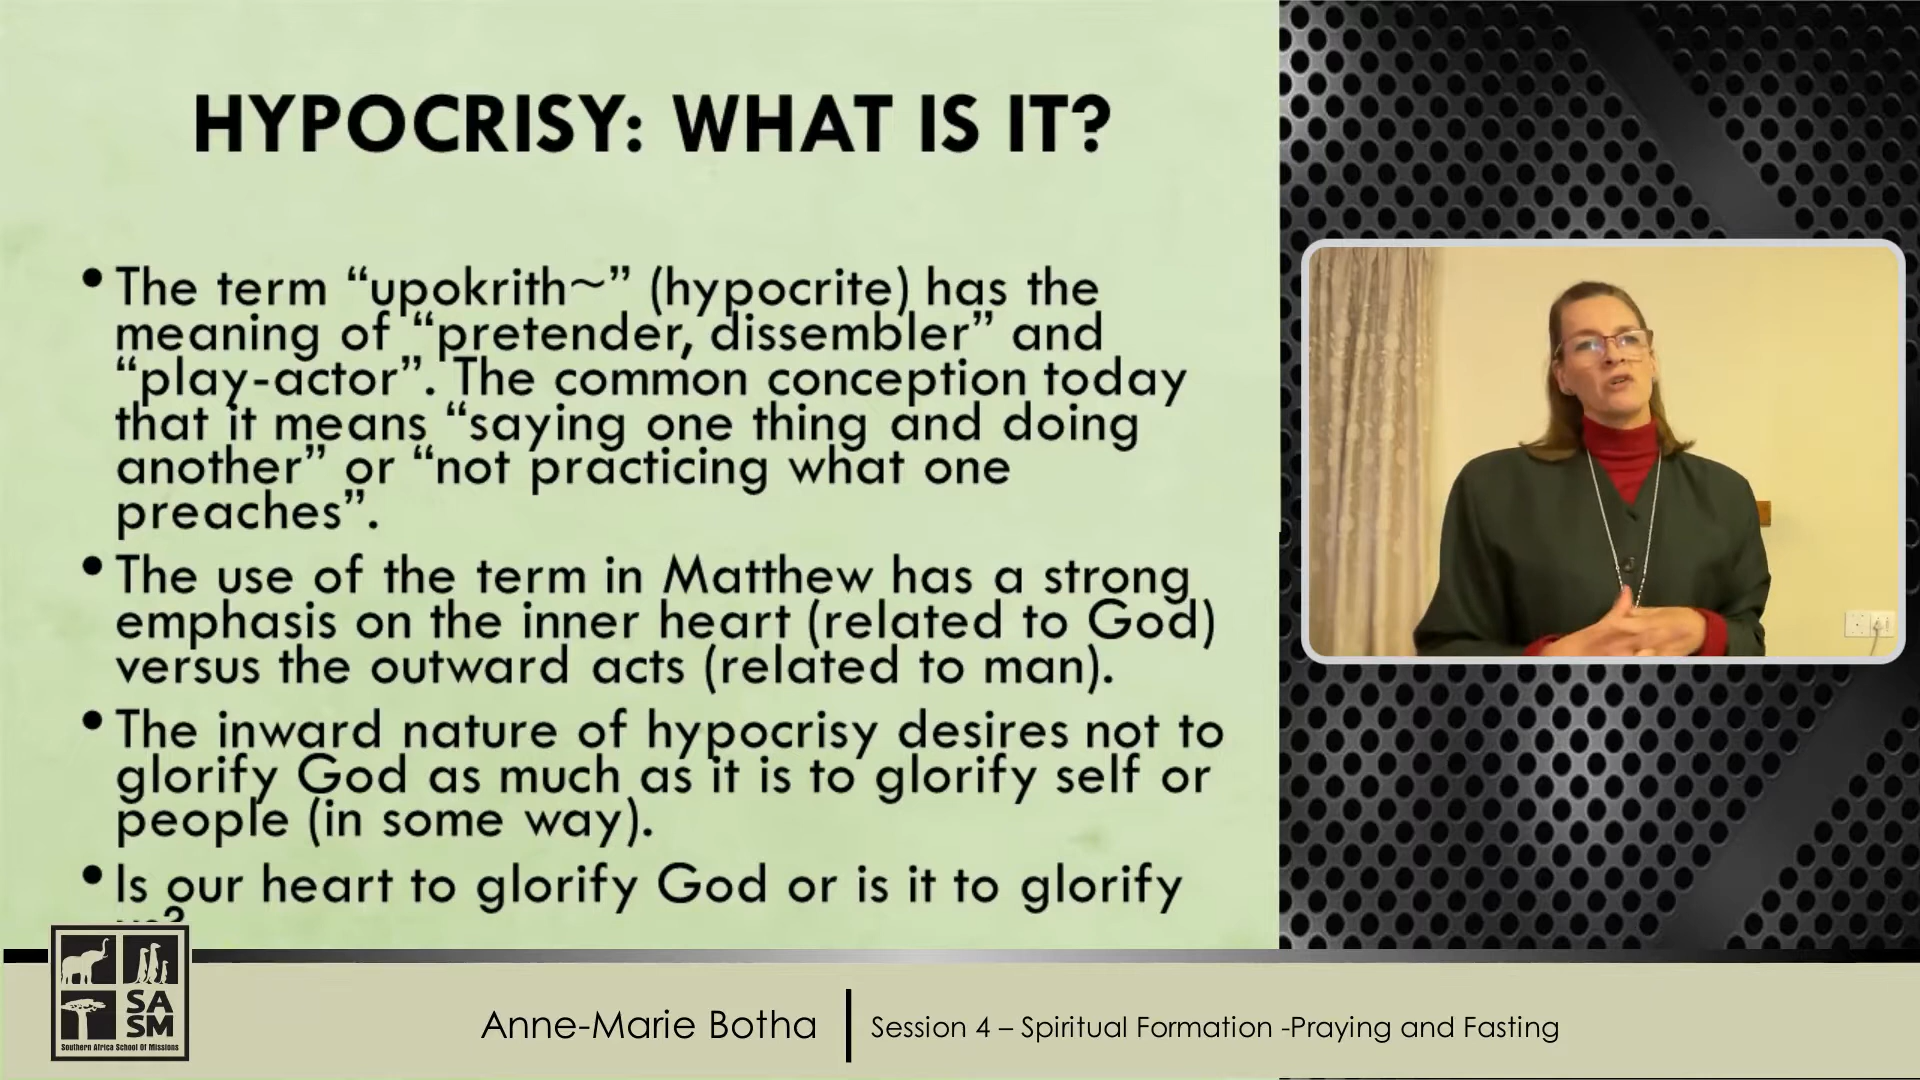 HYPOCRISY: WHAT IS IT?
• The term “upokrith~” (hypocrite) has the
meaning of “pretender, dissembler” and
“play-actor”. The common conception today
that it means “saying one thing and doing
another” or “not practicing what one
preaches”.
• The use of the term in Matthew has a strong
emphasis on the inner heart (related to God)
versus the outward acts (related to man).
• The inward nature of hypocrisy desires not to
glorify God as much as it is to glorify self or
people (in some way).
• Is our heart to glorify God or is it to glorify
SA
SM
Southern Africa School Of Missions
Anne-Marie Botha
Session 4 – Spiritual Formation -Praying and Fasting